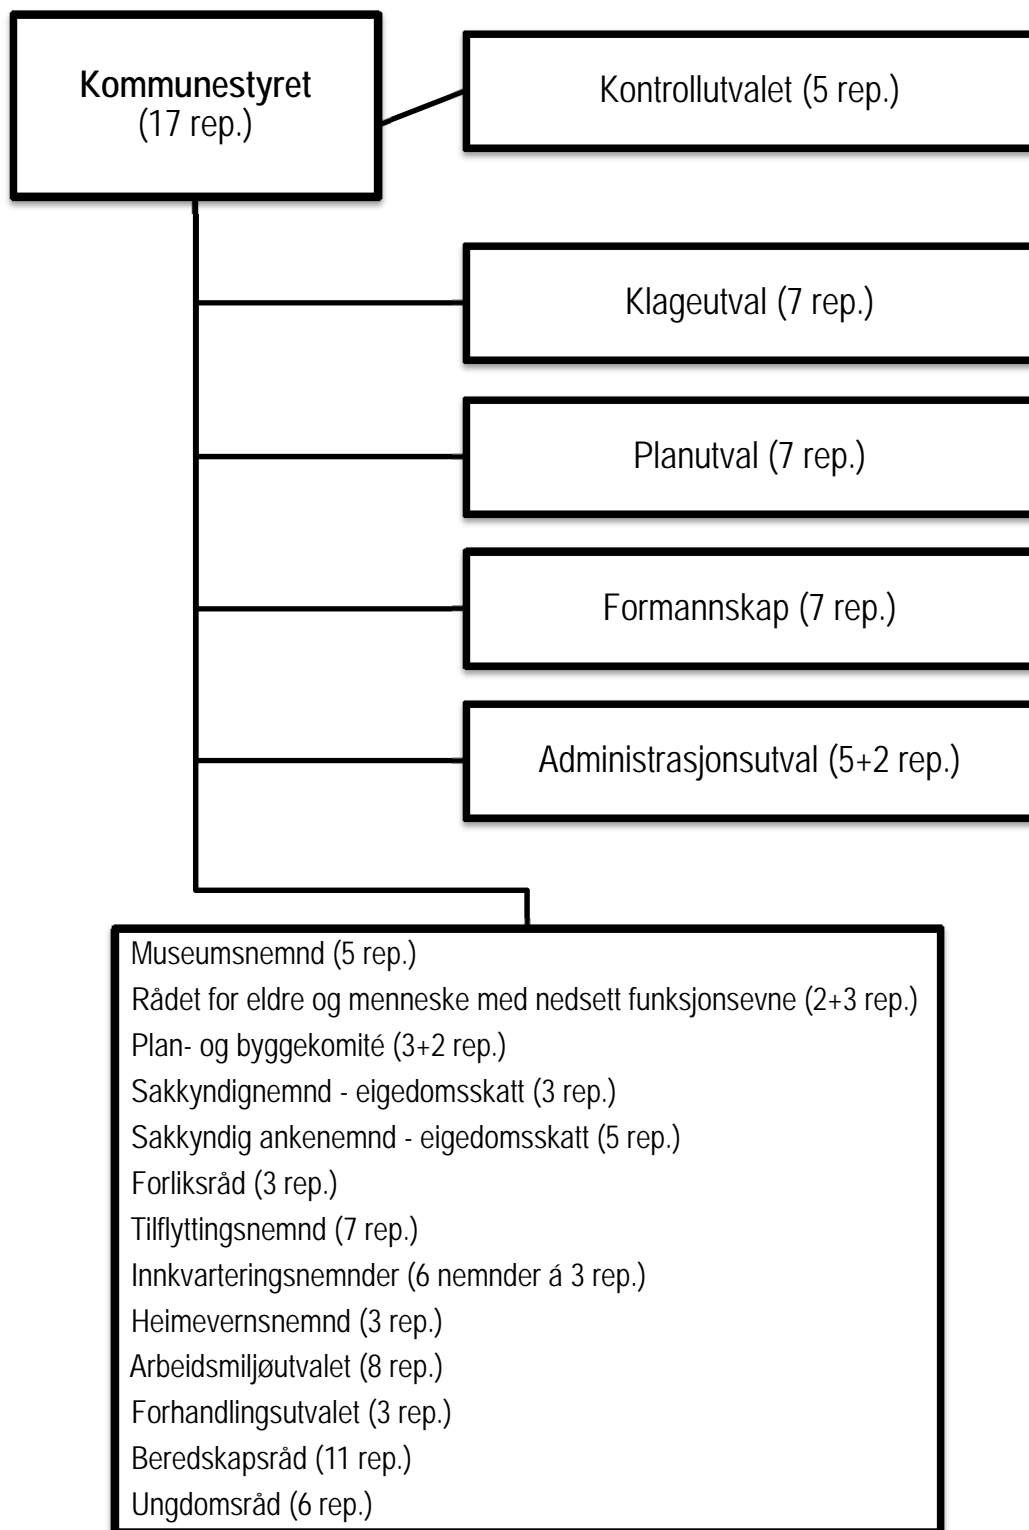 Kommunestyret
(17 rep.)
Kontrollutvalet (5 rep.)
Klageutval (7 rep.)
Planutval (7 rep.)
Formannskap (7 rep.)
Administrasjonsutval (5+2 rep.)
Museumsnemnd (5 rep.)
Rådet for eldre og menneske med nedsett funksjonsevne (2+3 rep.)
Plan- og byggekomité (3+2 rep.)
Sakkyndignemnd - eigedomsskatt (3 rep.)
Sakkyndig ankenemnd - eigedomsskatt (5 rep.)
Forliksråd (3 rep.)
Tilflyttingsnemnd (7 rep.)
Innkvarteringsnemnder (6 nemnder á 3 rep.)
Heimevernsnemnd (3 rep.)
Arbeidsmiljøutvalet (8 rep.)
Forhandlingsutvalet (3 rep.)
Beredskapsråd (11 rep.)
Ungdomsråd (6 rep.)